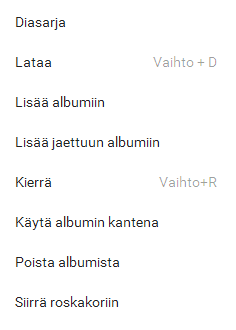 Diasarja
Lataa Vaihto + D
Lisää albumiin
Lisää jaettuun albumiin
Kierrä Vaihto+R
Käytä albumin kantena
Poista albumista
Siirrä roskakoriin